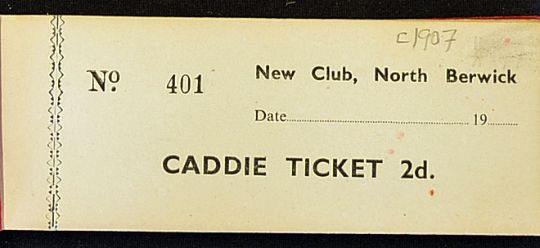 c1907
Nº 401
New Club, North Berwick
Date.................... 19........
CADDIE TICKET 2d.